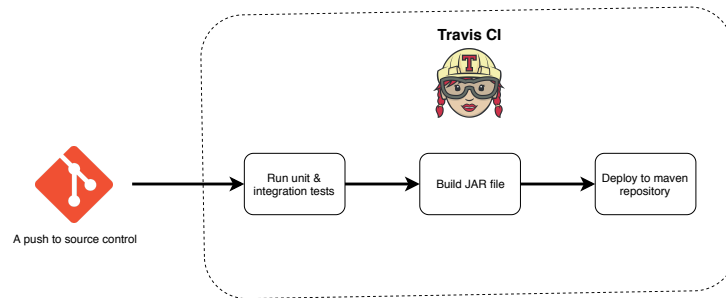 Travis CI
T
Run unit &
integration tests
Build JAR file
Deploy to maven
repository
A push to source control